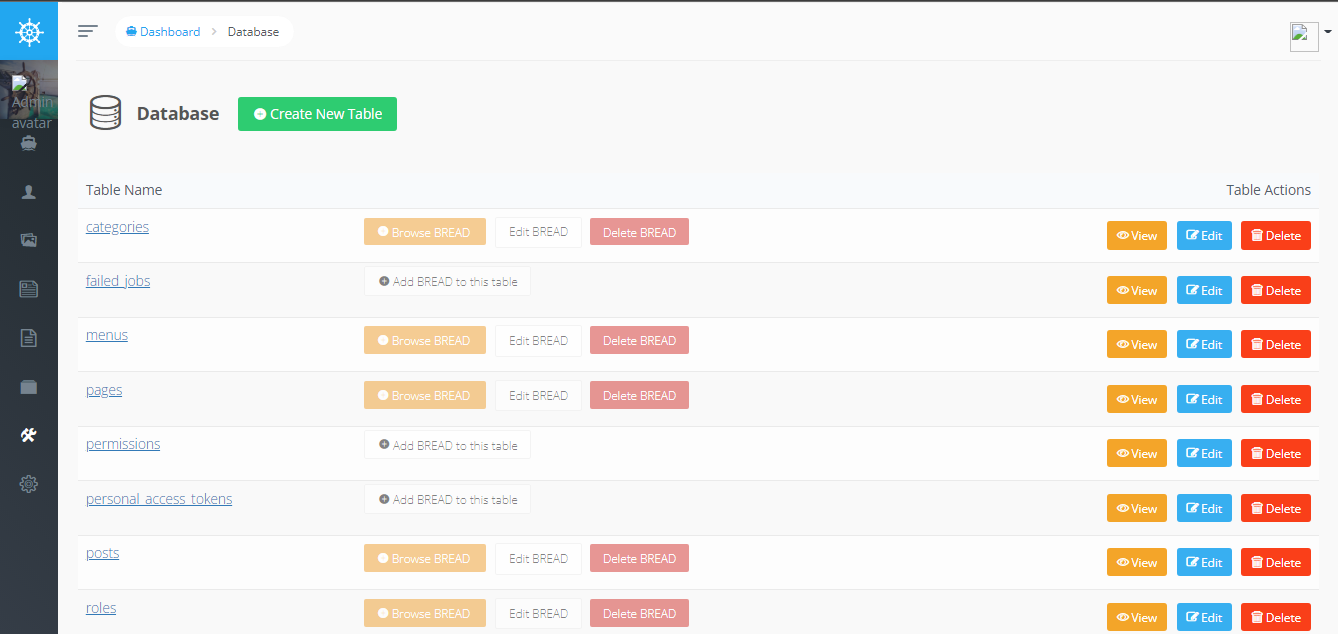 Dashboard > Database
Admin
avatar
Database Create New Table
Table Name Table Actions
categories Browse BREAD Edit BREAD Delete BREAD View Edit Delete
failed_jobs Add BREAD to this table View Edit Delete
menus Browse BREAD Edit BREAD Delete BREAD View Edit Delete
pages Browse BREAD Edit BREAD Delete BREAD View Edit Delete
permissions Add BREAD to this table View Edit Delete
personal_access_tokens Add BREAD to this table View Edit Delete
posts Browse BREAD Edit BREAD Delete BREAD View Edit Delete
roles Browse BREAD Edit BREAD Delete BREAD View Edit Delete